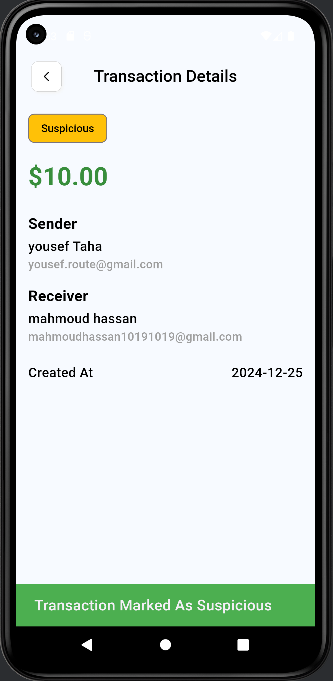 Transaction Details
Suspicious
$10.00
Sender
yousef Taha
yousef.route@gmail.com
Receiver
mahmoud hassan
mahmoudhassan10191019@gmail.com
Created At 2024-12-25
Transaction Marked As Suspicious